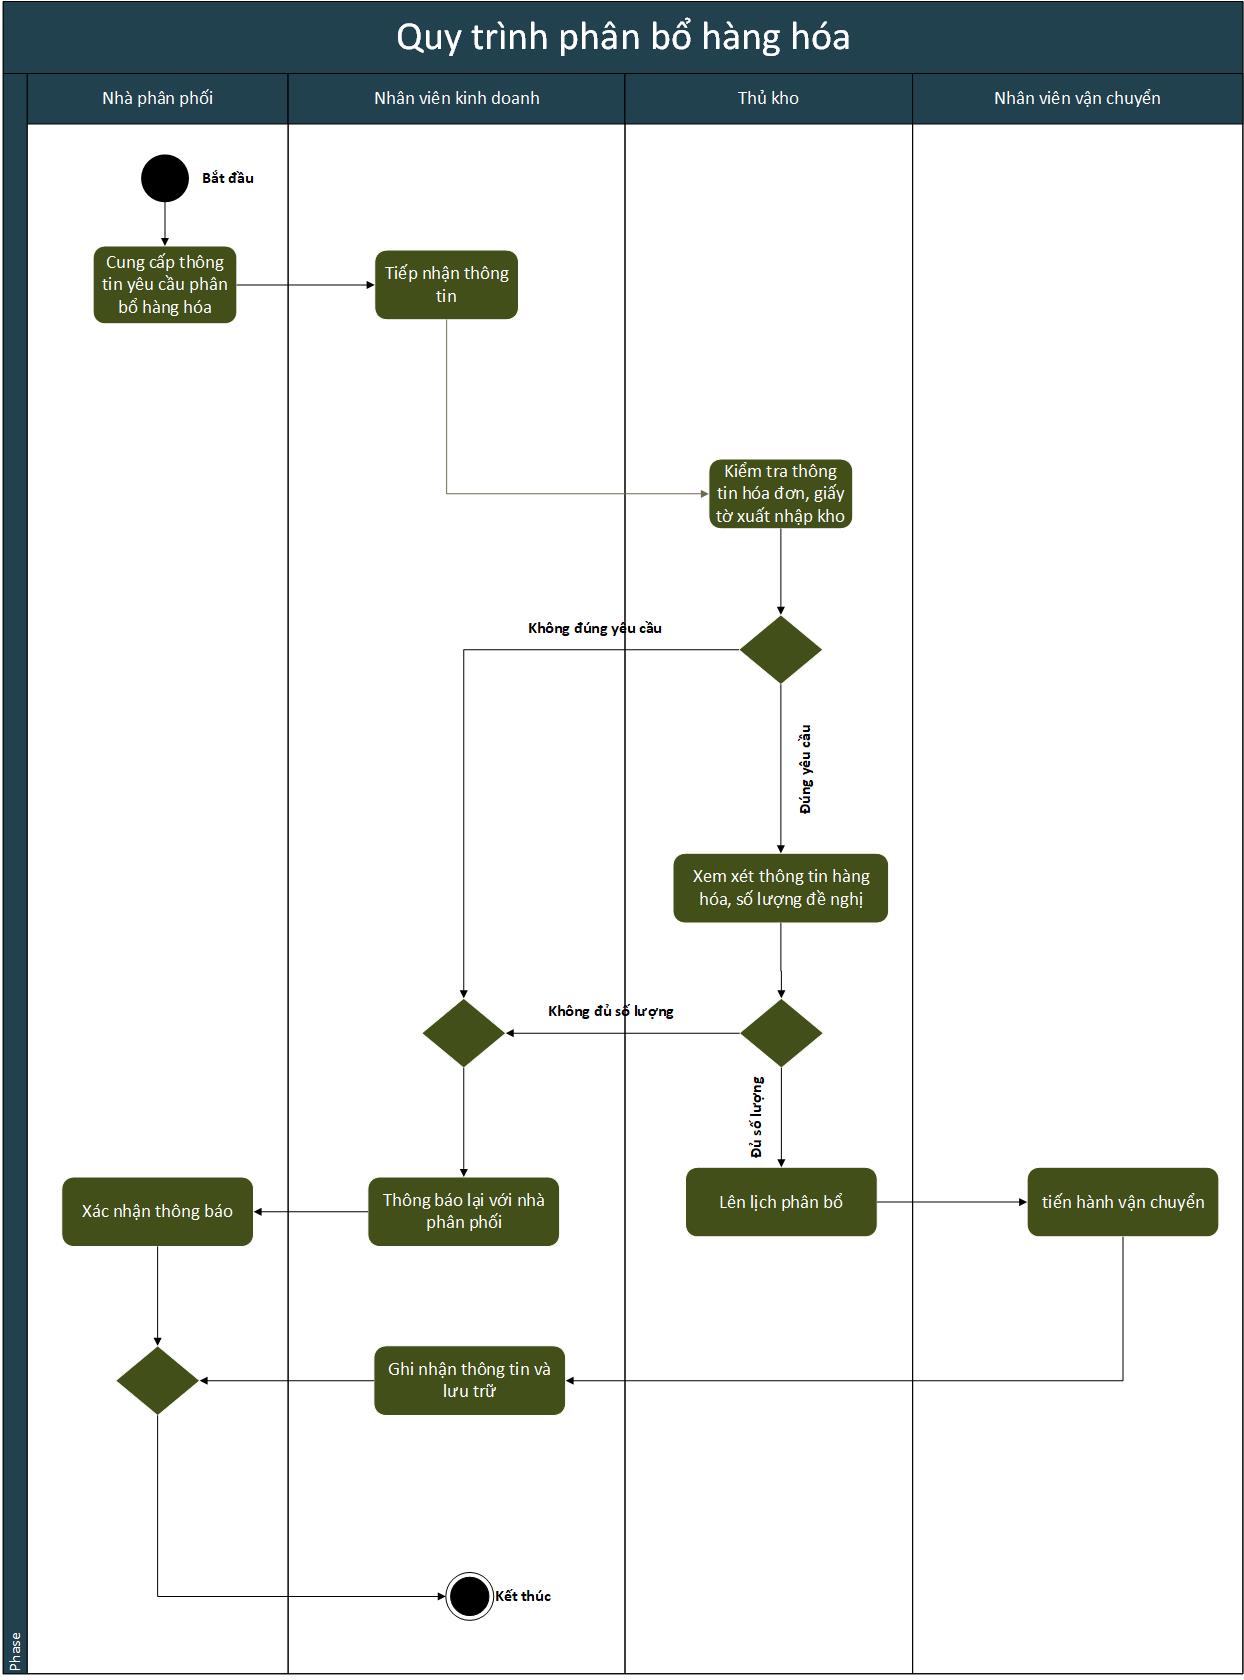 Quy trình phân bổ hàng hóa
Nhà phân phối
Nhân viên kinh doanh
Thủ kho
Nhân viên vận chuyển
Bắt đầu
Cung cấp thông
tin yêu cầu phân
bổ hàng hóa
Tiếp nhận thông
tin
Kiểm tra thông
tin hóa đơn, giấy
tờ xuất nhập kho
Không đúng yêu cầu
Đúng yêu cầu
Xem xét thông tin hàng
hóa, số lượng đề nghị
Không đủ số lượng
Đủ số lượng
Xác nhận thông báo
Thông báo lại với nhà
phân phối
Lên lịch phân bổ
tiến hành vận chuyển
Ghi nhận thông tin và
lưu trữ
Kết thúc
Phase